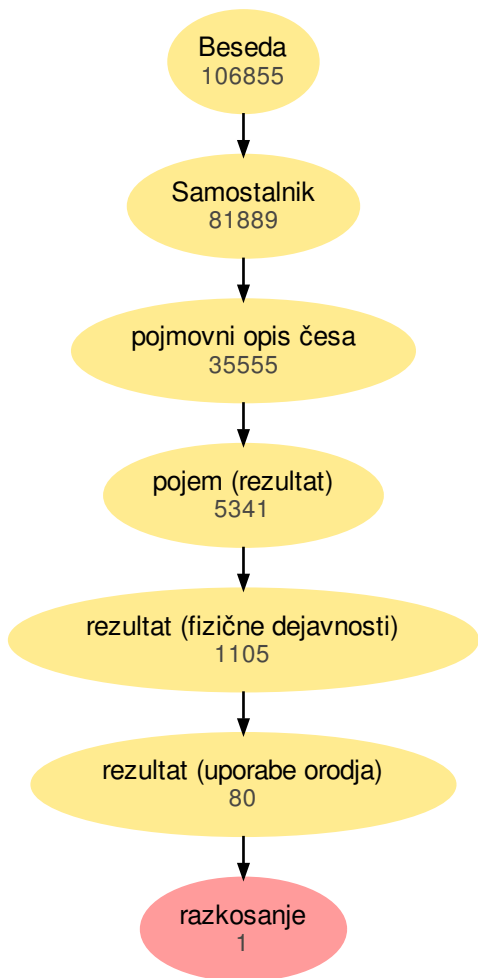 Beseda
106855
Samostalnik
81889
pojmovni opis česa
35555
pojem (rezultat)
5341
rezultat (fizične dejavnosti)
1105
rezultat (uporabe orodja)
80
razkosanje
1